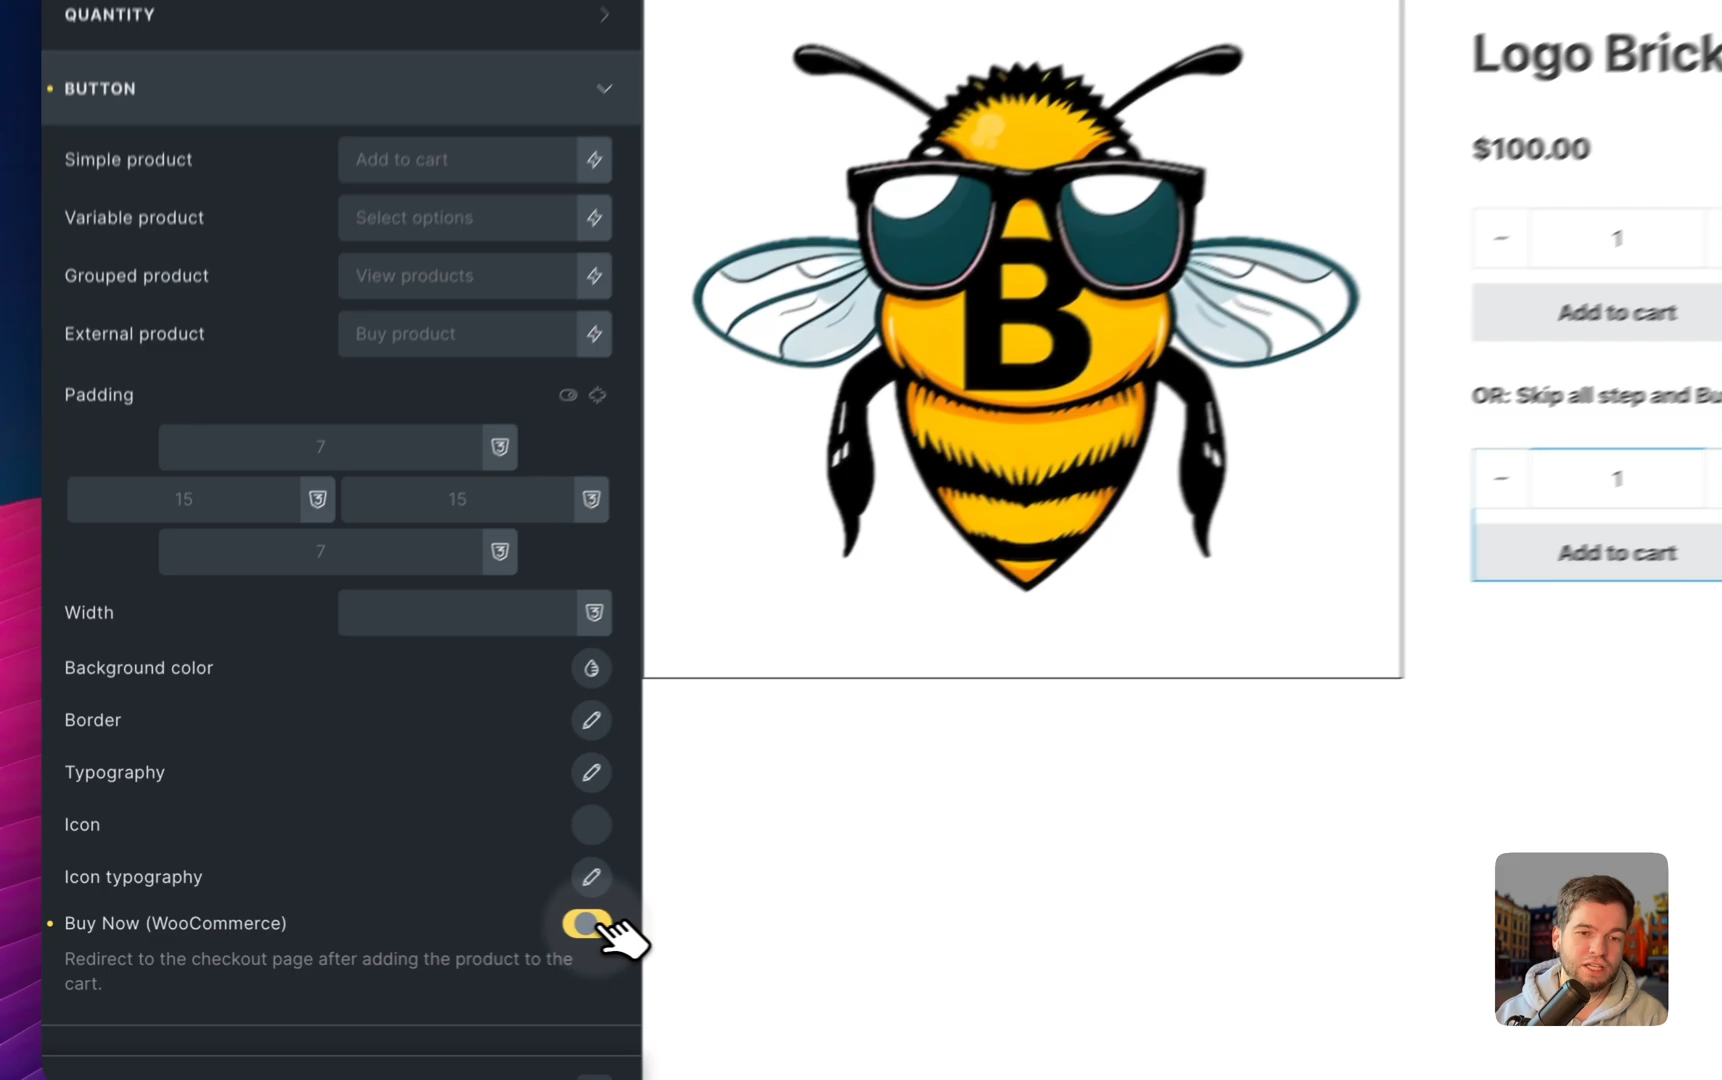 QUANTITY
BUTTON
Simple product
Add to cart
Variable product
Select options
Grouped product
View products
External product
Buy product
Padding
7
15
15
7
Width
Background color
Border
Typography
Icon
Icon typography
Buy Now (WooCommerce)
Redirect to the checkout page after adding the product to the
cart.
B
Logo Brick
$100.00
− 1
Add to cart
OR: Skip all step and Bu
− 1
Add to cart